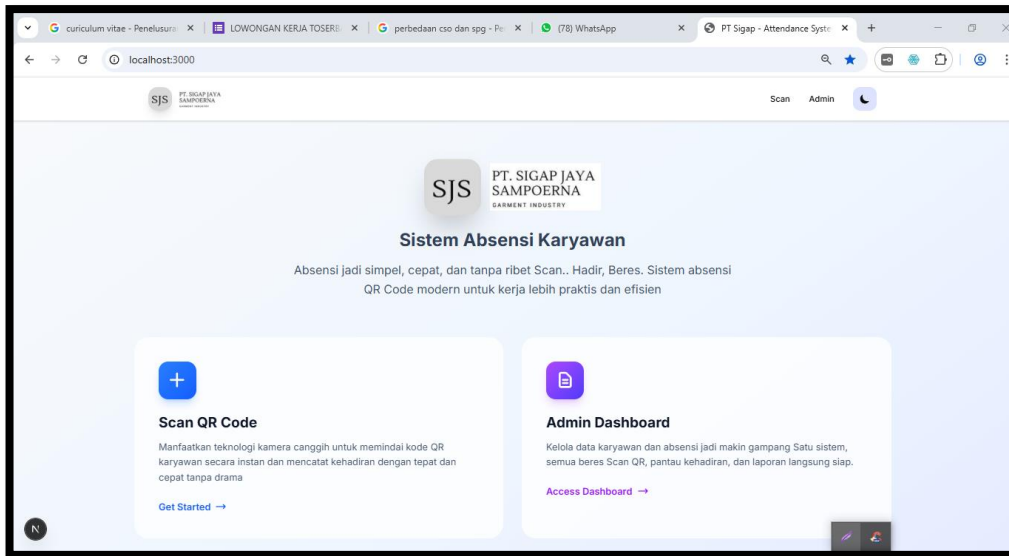 curiculum vitae - Penelusura
LOWONGAN KERJA TOSERB
perbedaan cso dan spg - Pe
(78) WhatsApp
PT Sigap - Attendance Syste
localhost:3000
SJS
PT. SIGAP JAYA
SAMPOERNA
GARMENT INDUSTRY
Scan
Admin
SJS
PT. SIGAP JAYA
SAMPOERNA
GARMENT INDUSTRY
Sistem Absensi Karyawan
Absensi jadi simpel, cepat, dan tanpa ribet Scan.. Hadir, Beres. Sistem absensi
QR Code modern untuk kerja lebih praktis dan efisien
Scan QR Code
Manfaatkan teknologi kamera canggih untuk memindai kode QR
karyawan secara instan dan mencatat kehadiran dengan tepat dan
cepat tanpa drama
Get Started →
Admin Dashboard
Kelola data karyawan dan absensi jadi makin gampang Satu sistem,
semua beres Scan QR, pantau kehadiran, dan laporan langsung siap.
Access Dashboard →
N